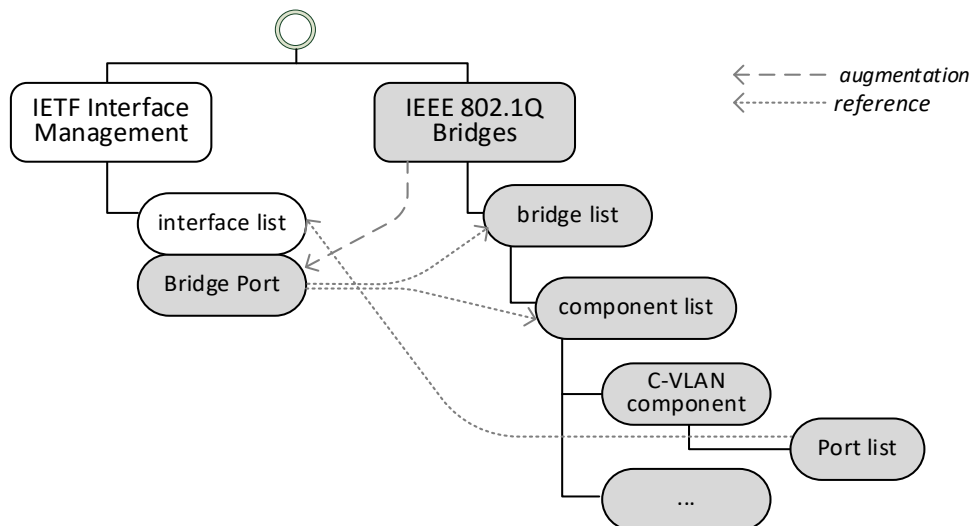 IETF Interface
Management
IEEE 802.1Q
Bridges
augmentation
reference
interface list
Bridge Port
bridge list
component list
C-VLAN
component
Port list
...